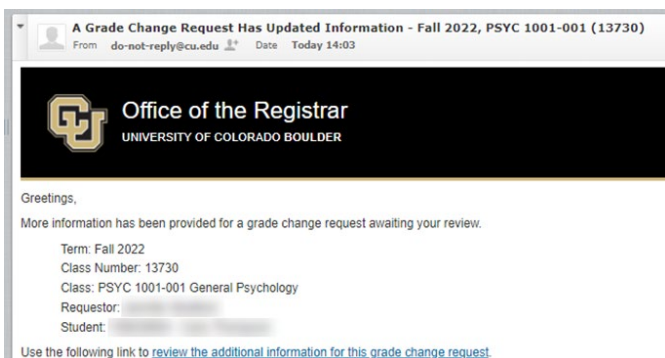 A Grade Change Request Has Updated Information - Fall 2022, PSYC 1001-001 (13730)
From do-not-reply@cu.edu Date Today 14:03
CU
Office of the Registrar
UNIVERSITY OF COLORADO BOULDER
Greetings,
More information has been provided for a grade change request awaiting your review.
Term: Fall 2022
Class Number: 13730
Class: PSYC 1001-001 General Psychology
Requestor:
Student:
Use the following link to review the additional information for this grade change request.